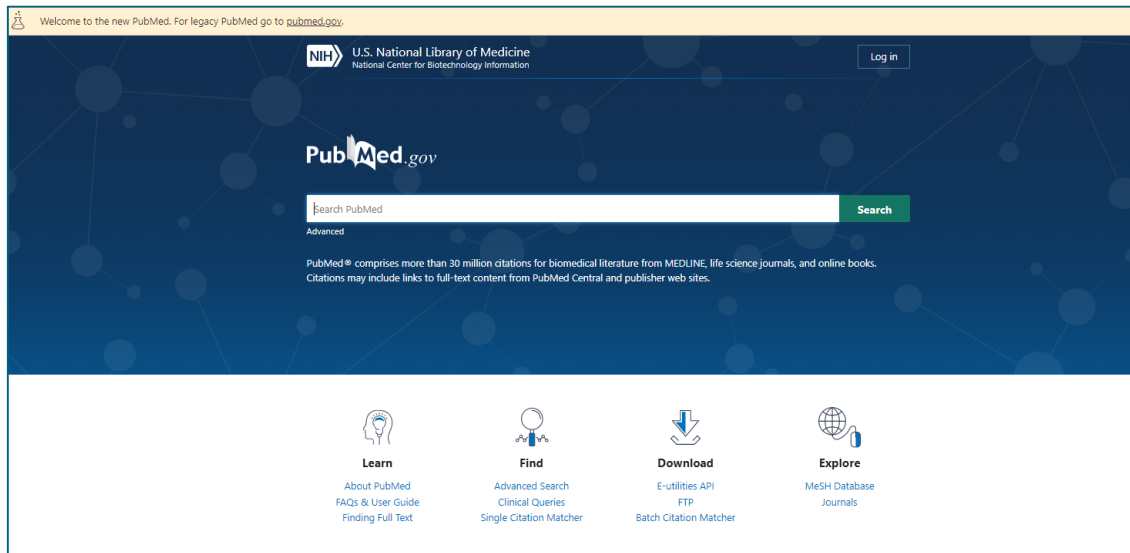 Welcome to the new PubMed. For legacy PubMed go to pubmed.gov.
NIH
U.S. National Library of Medicine
National Center for Biotechnology Information
Log in
PubMed.gov
Search PubMed
Search
Advanced
PubMed® comprises more than 30 million citations for biomedical literature from MEDLINE, life science journals, and online books.
Citations may include links to full-text content from PubMed Central and publisher web sites.
Learn
About PubMed
FAQs & User Guide
Finding Full Text
Find
Advanced Search
Clinical Queries
Single Citation Matcher
Download
E-utilities API
FTP
Batch Citation Matcher
Explore
MeSH Database
Journals